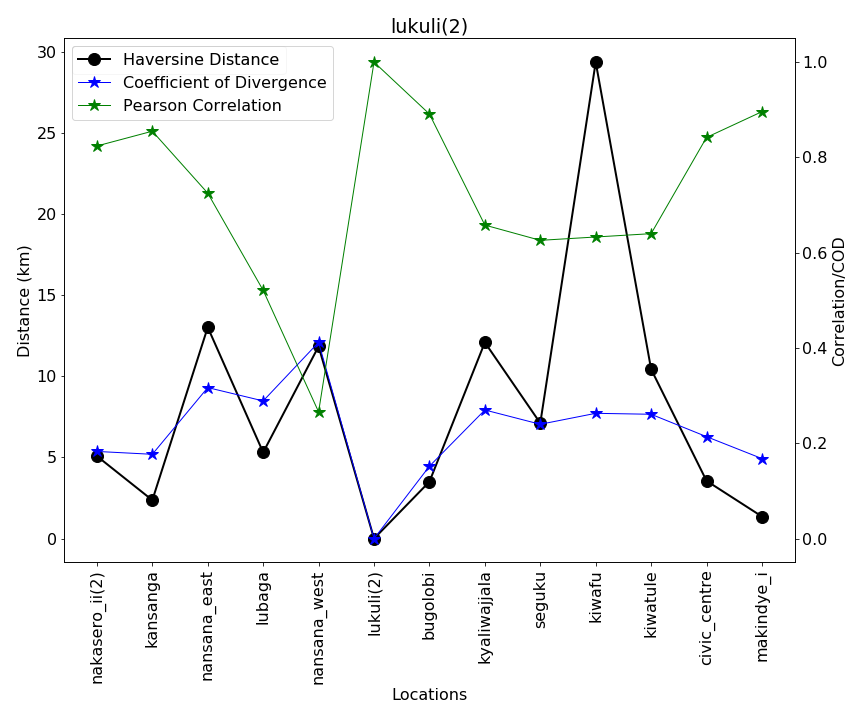 lukuli(2)
Haversine Distance
Coefficient of Divergence
Pearson Correlation
30
25
20
15
10
5
0
Distance (km)
1.0
0.8
0.6
0.4
0.2
0.0
Correlation/COD
nakasero_ii(2)
kansanga
nansana_east
lubaga
nansana_west
lukuli(2)
bugolobi
kyaliwajjala
seguku
kiwafu
kiwatule
civic_centre
makindye_i
Locations